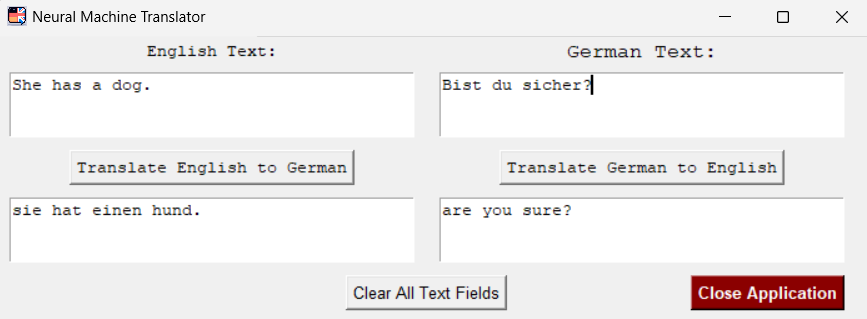 Neural Machine Translator
English Text:
German Text:
She has a dog.
Bist du sicher?
Translate English to German
Translate German to English
sie hat einen hund.
are you sure?
Clear All Text Fields
Close Application